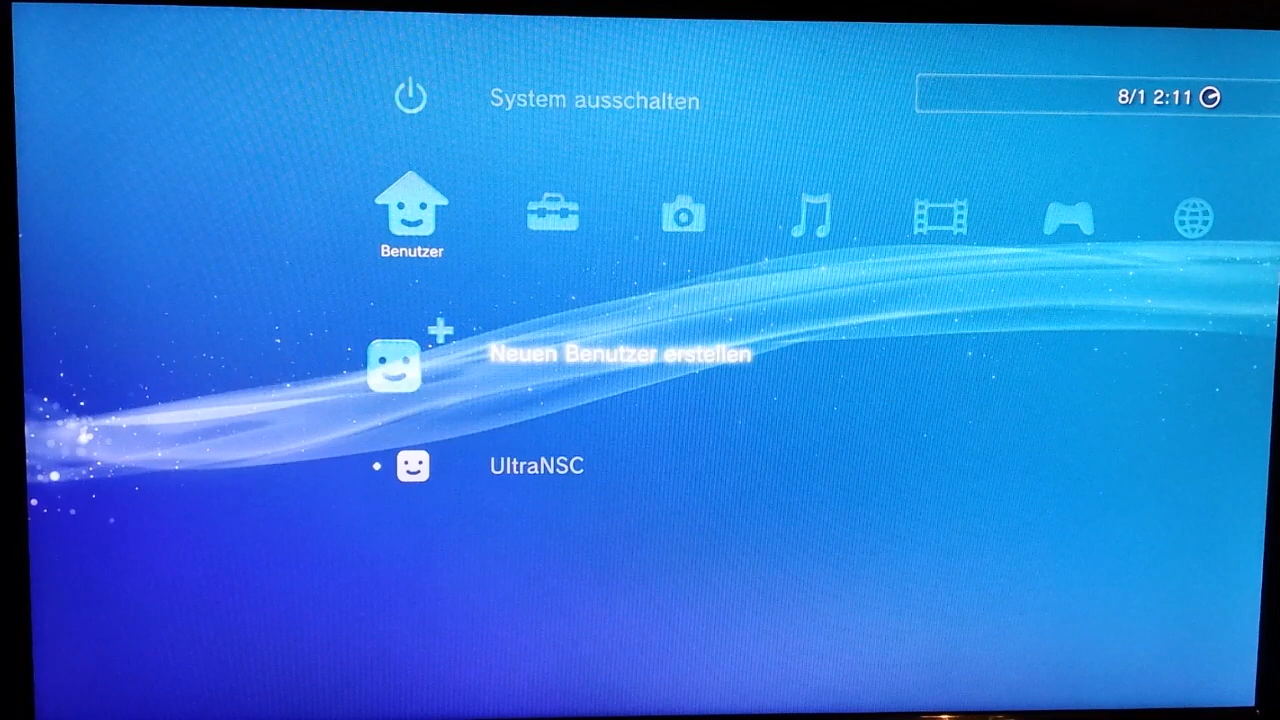 System ausschalten
8/1 2:11
Benutzer
Neuen Benutzer erstellen
UltraNSC